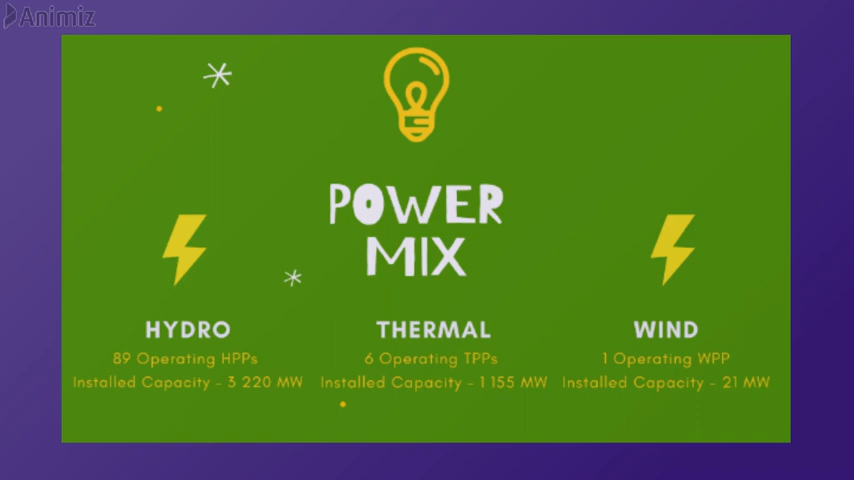 Animiz
POWER
MIX
HYDRO
89 Operating HPPs
Installed Capacity - 3 220 MW
THERMAL
6 Operating TPPs
Installed Capacity - 1 155 MW
WIND
1 Operating WPP
Installed Capacity - 21 MW